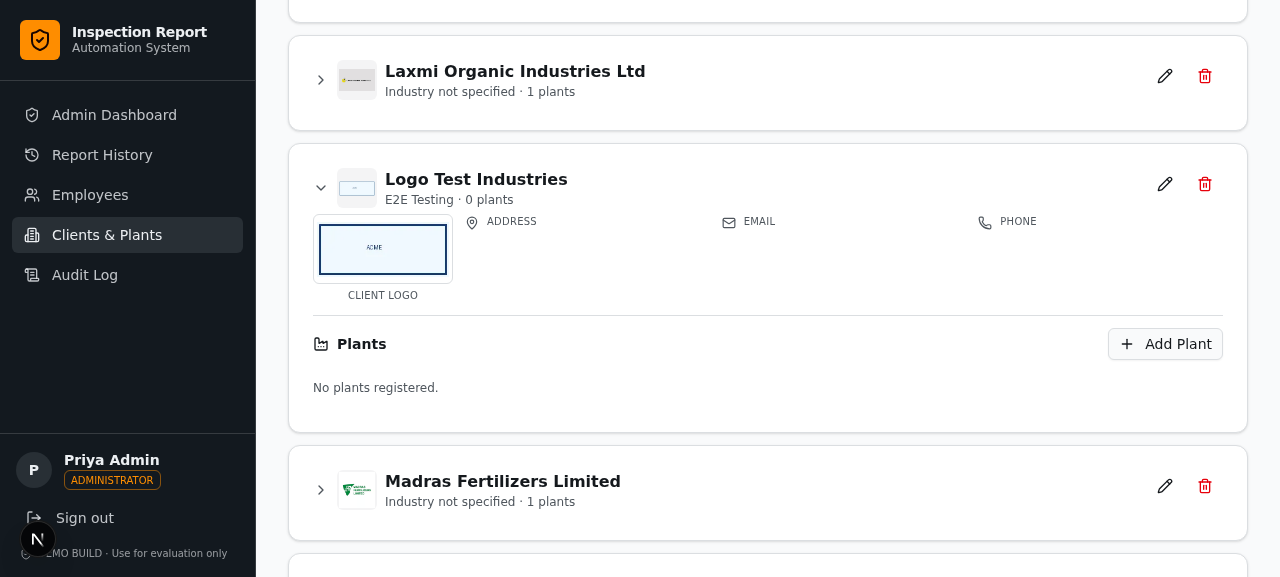 Inspection Report
Automation System
Admin Dashboard
Report History
Employees
Clients & Plants
Audit Log
P
Priya Admin
ADMINISTRATOR
Sign out
N
EMO BUILD · Use for evaluation only
Laxmi Organic Industries Ltd
Industry not specified · 1 plants
Logo Test Industries
E2E Testing · 0 plants
ACME
CLIENT LOGO
ADDRESS
EMAIL
PHONE
Plants
Add Plant
No plants registered.
Madras Fertilizers Limited
Industry not specified · 1 plants